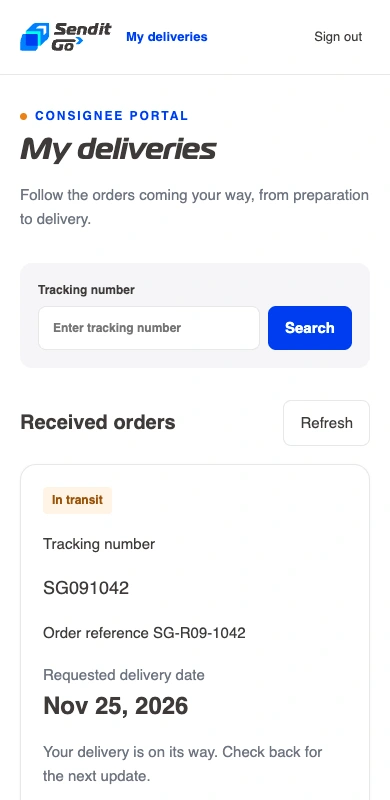 Sendit
Go
My deliveries
Sign out
CONSIGNEE PORTAL
My deliveries
Follow the orders coming your way, from preparation
to delivery.
Tracking number
Enter tracking number
Search
Received orders
Refresh
In transit
Tracking number
SG091042
Order reference SG-R09-1042
Requested delivery date
Nov 25, 2026
Your delivery is on its way. Check back for
the next update.